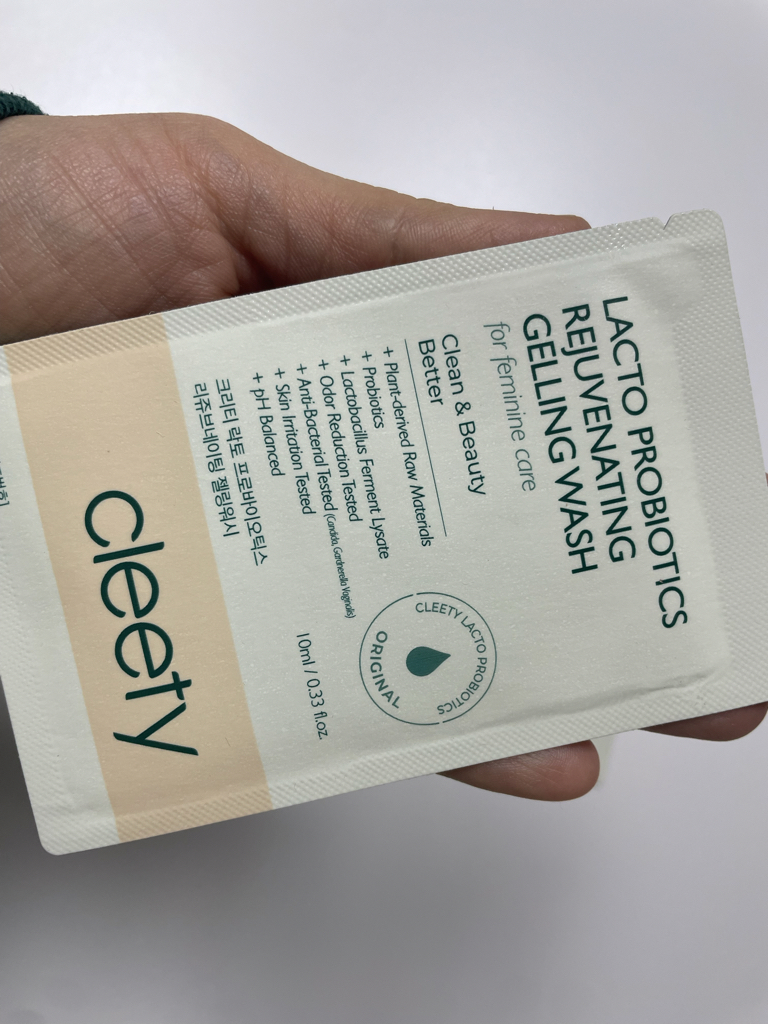 LACTO PROBIOTICS
REJUVENATING
GELLING WASH
for feminine care
Clean & Beauty
Better
+ Plant-derived Raw Materials
+ Probiotics
+ Lactobacillus Ferment Lysate
+ Odor Reduction Tested
+ Anti-Bacterial Tested (Candida, Gardnerella Vaginalis)
+ Skin Irritation Tested
+ pH Balanced
크리티 락토 프로바이오틱스
리쥬브네이팅 젤링워시
CLEETY LACTO PROBIOTICS
ORIGINAL
10ml / 0.33 fl.oz.
cleety